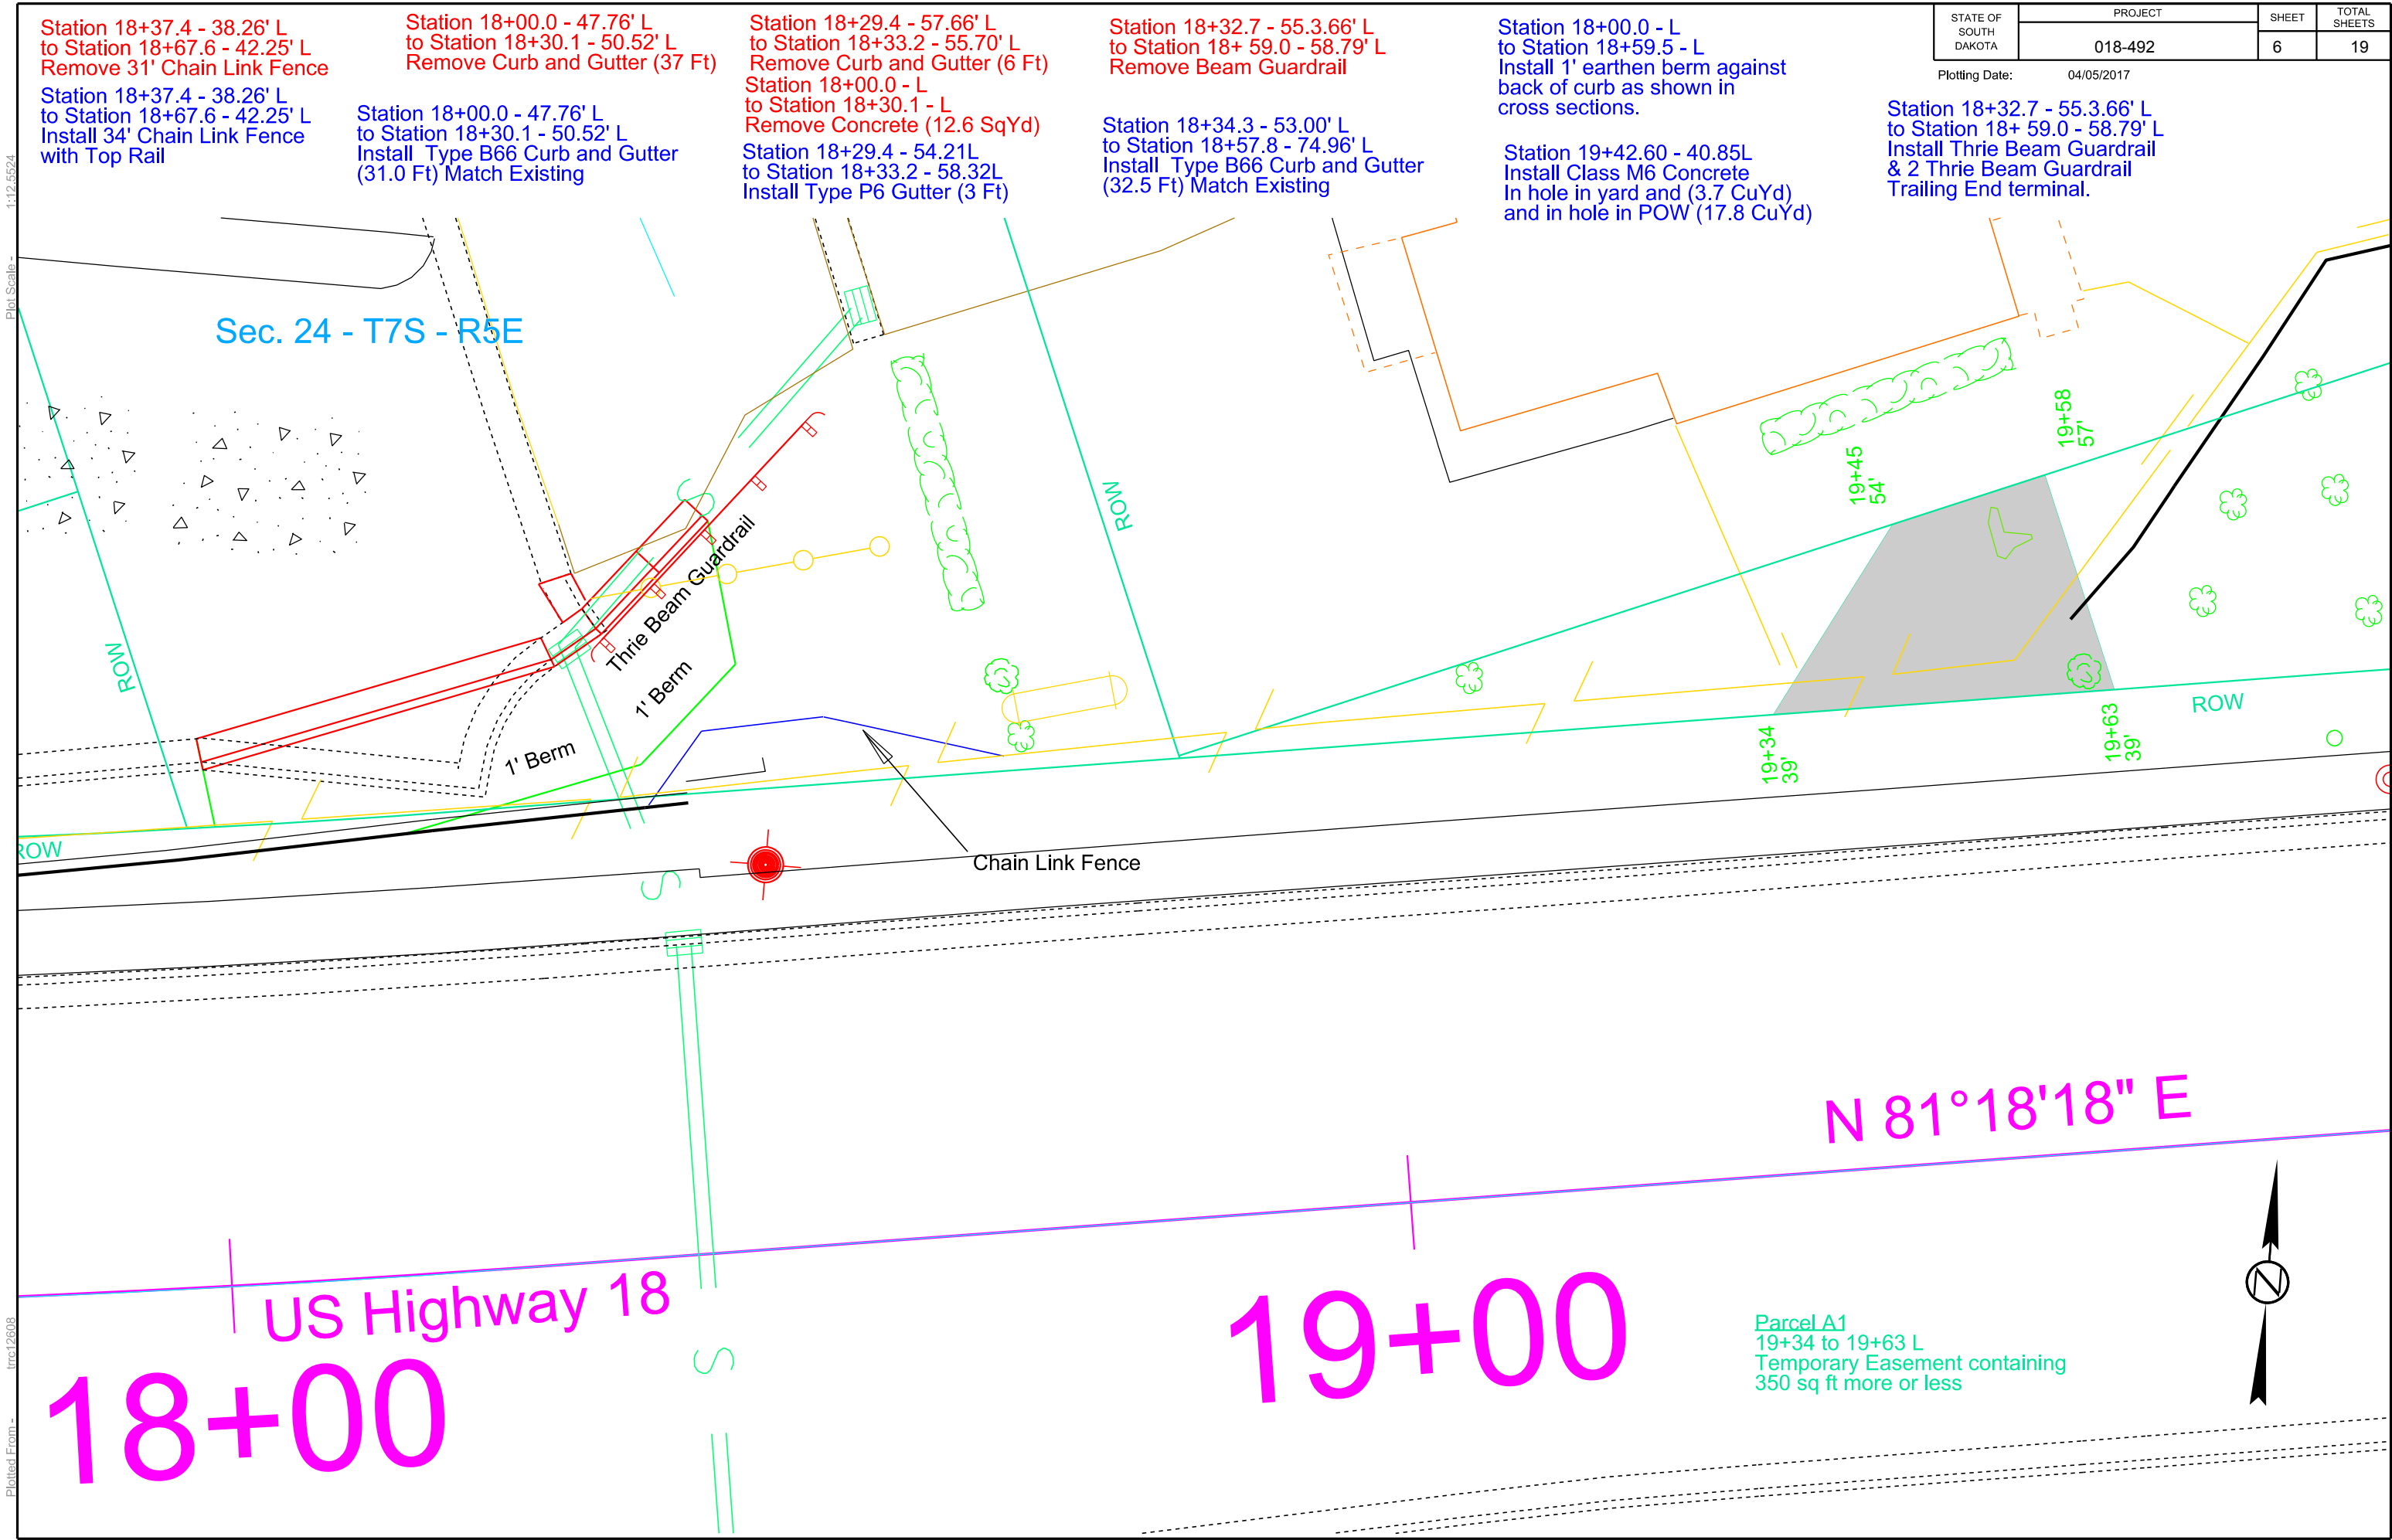 Station 18+37.4 - 38.26' L
to Station 18+67.6 - 42.25' L
Remove 31' Chain Link Fence
Station 18+37.4 - 38.26' L
to Station 18+67.6 - 42.25' L
Install 34' Chain Link Fence
with Top Rail
Station 18+00.0 - 47.76' L
to Station 18+30.1 - 50.52' L
Remove Curb and Gutter (37 Ft)
Station 18+00.0 - 47.76' L
to Station 18+30.1 - 50.52' L
Install  Type B66 Curb and Gutter
(31.0 Ft) Match Existing
Station 18+29.4 - 57.66' L
to Station 18+33.2 - 55.70' L
Remove Curb and Gutter (6 Ft)
Station 18+00.0 - L
to Station 18+30.1 - L
Remove Concrete (12.6 SqYd)
Station 18+29.4 - 54.21L
to Station 18+33.2 - 58.32L
Install Type P6 Gutter (3 Ft)
Station 18+32.7 - 55.3.66' L
to Station 18+ 59.0 - 58.79' L
Remove Beam Guardrail
Station 18+34.3 - 53.00' L
to Station 18+57.8 - 74.96' L
Install  Type B66 Curb and Gutter
(32.5 Ft) Match Existing
Station 18+00.0 - L
to Station 18+59.5 - L
Install 1' earthen berm against
back of curb as shown in
cross sections.
Station 19+42.60 - 40.85L
Install Class M6 Concrete
In hole in yard and (3.7 CuYd)
and in hole in POW (17.8 CuYd)
STATE OF
SOUTH
DAKOTA
PROJECT
018-492
SHEET
6
TOTAL
SHEETS
19
Plotting Date:
04/05/2017
Station 18+32.7 - 55.3.66' L
to Station 18+ 59.0 - 58.79' L
Install Thrie Beam Guardrail
& 2 Thrie Beam Guardrail
Trailing End terminal.
Plot Scale -
1:12.5524
Sec. 24 - T7S - R5E
ROW
ROW
ROW
ROW
Thrie Beam Guardrail
1' Berm
1' Berm
Chain Link Fence
19+45
54'
19+58
57'
19+34
39'
19+63
39'
S
S
S
N 81°18'18" E
US Highway 18
18+00
19+00
N
Parcel A1
19+34 to 19+63 L
Temporary Easement containing
350 sq ft more or less
Plotted From -
trrc12608